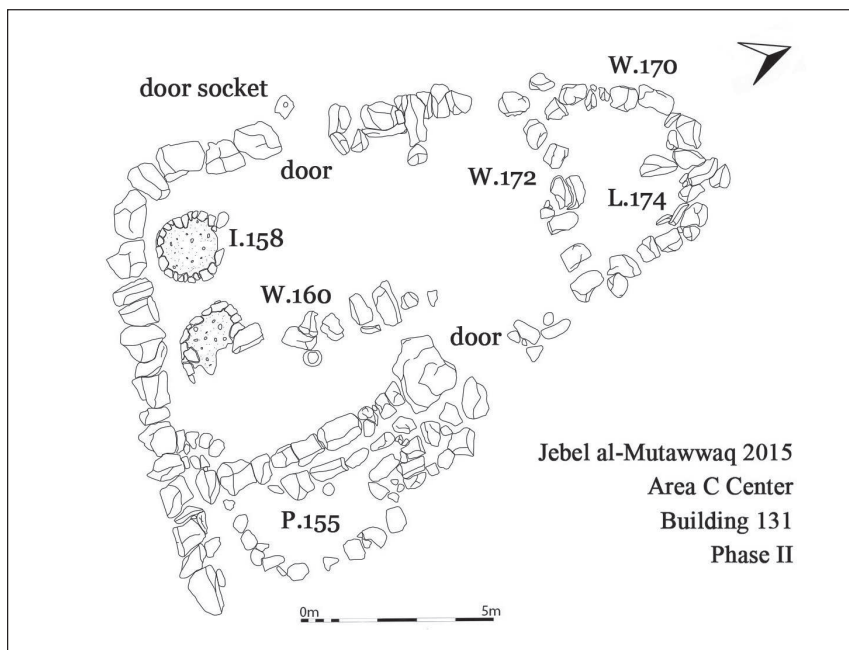 W.170
door socket
door
W.172
L.174
I.158
W.160
door
P.155
Jebel al-Mutawwaq 2015
Area C Center
Building 131
Phase II
0m 5m